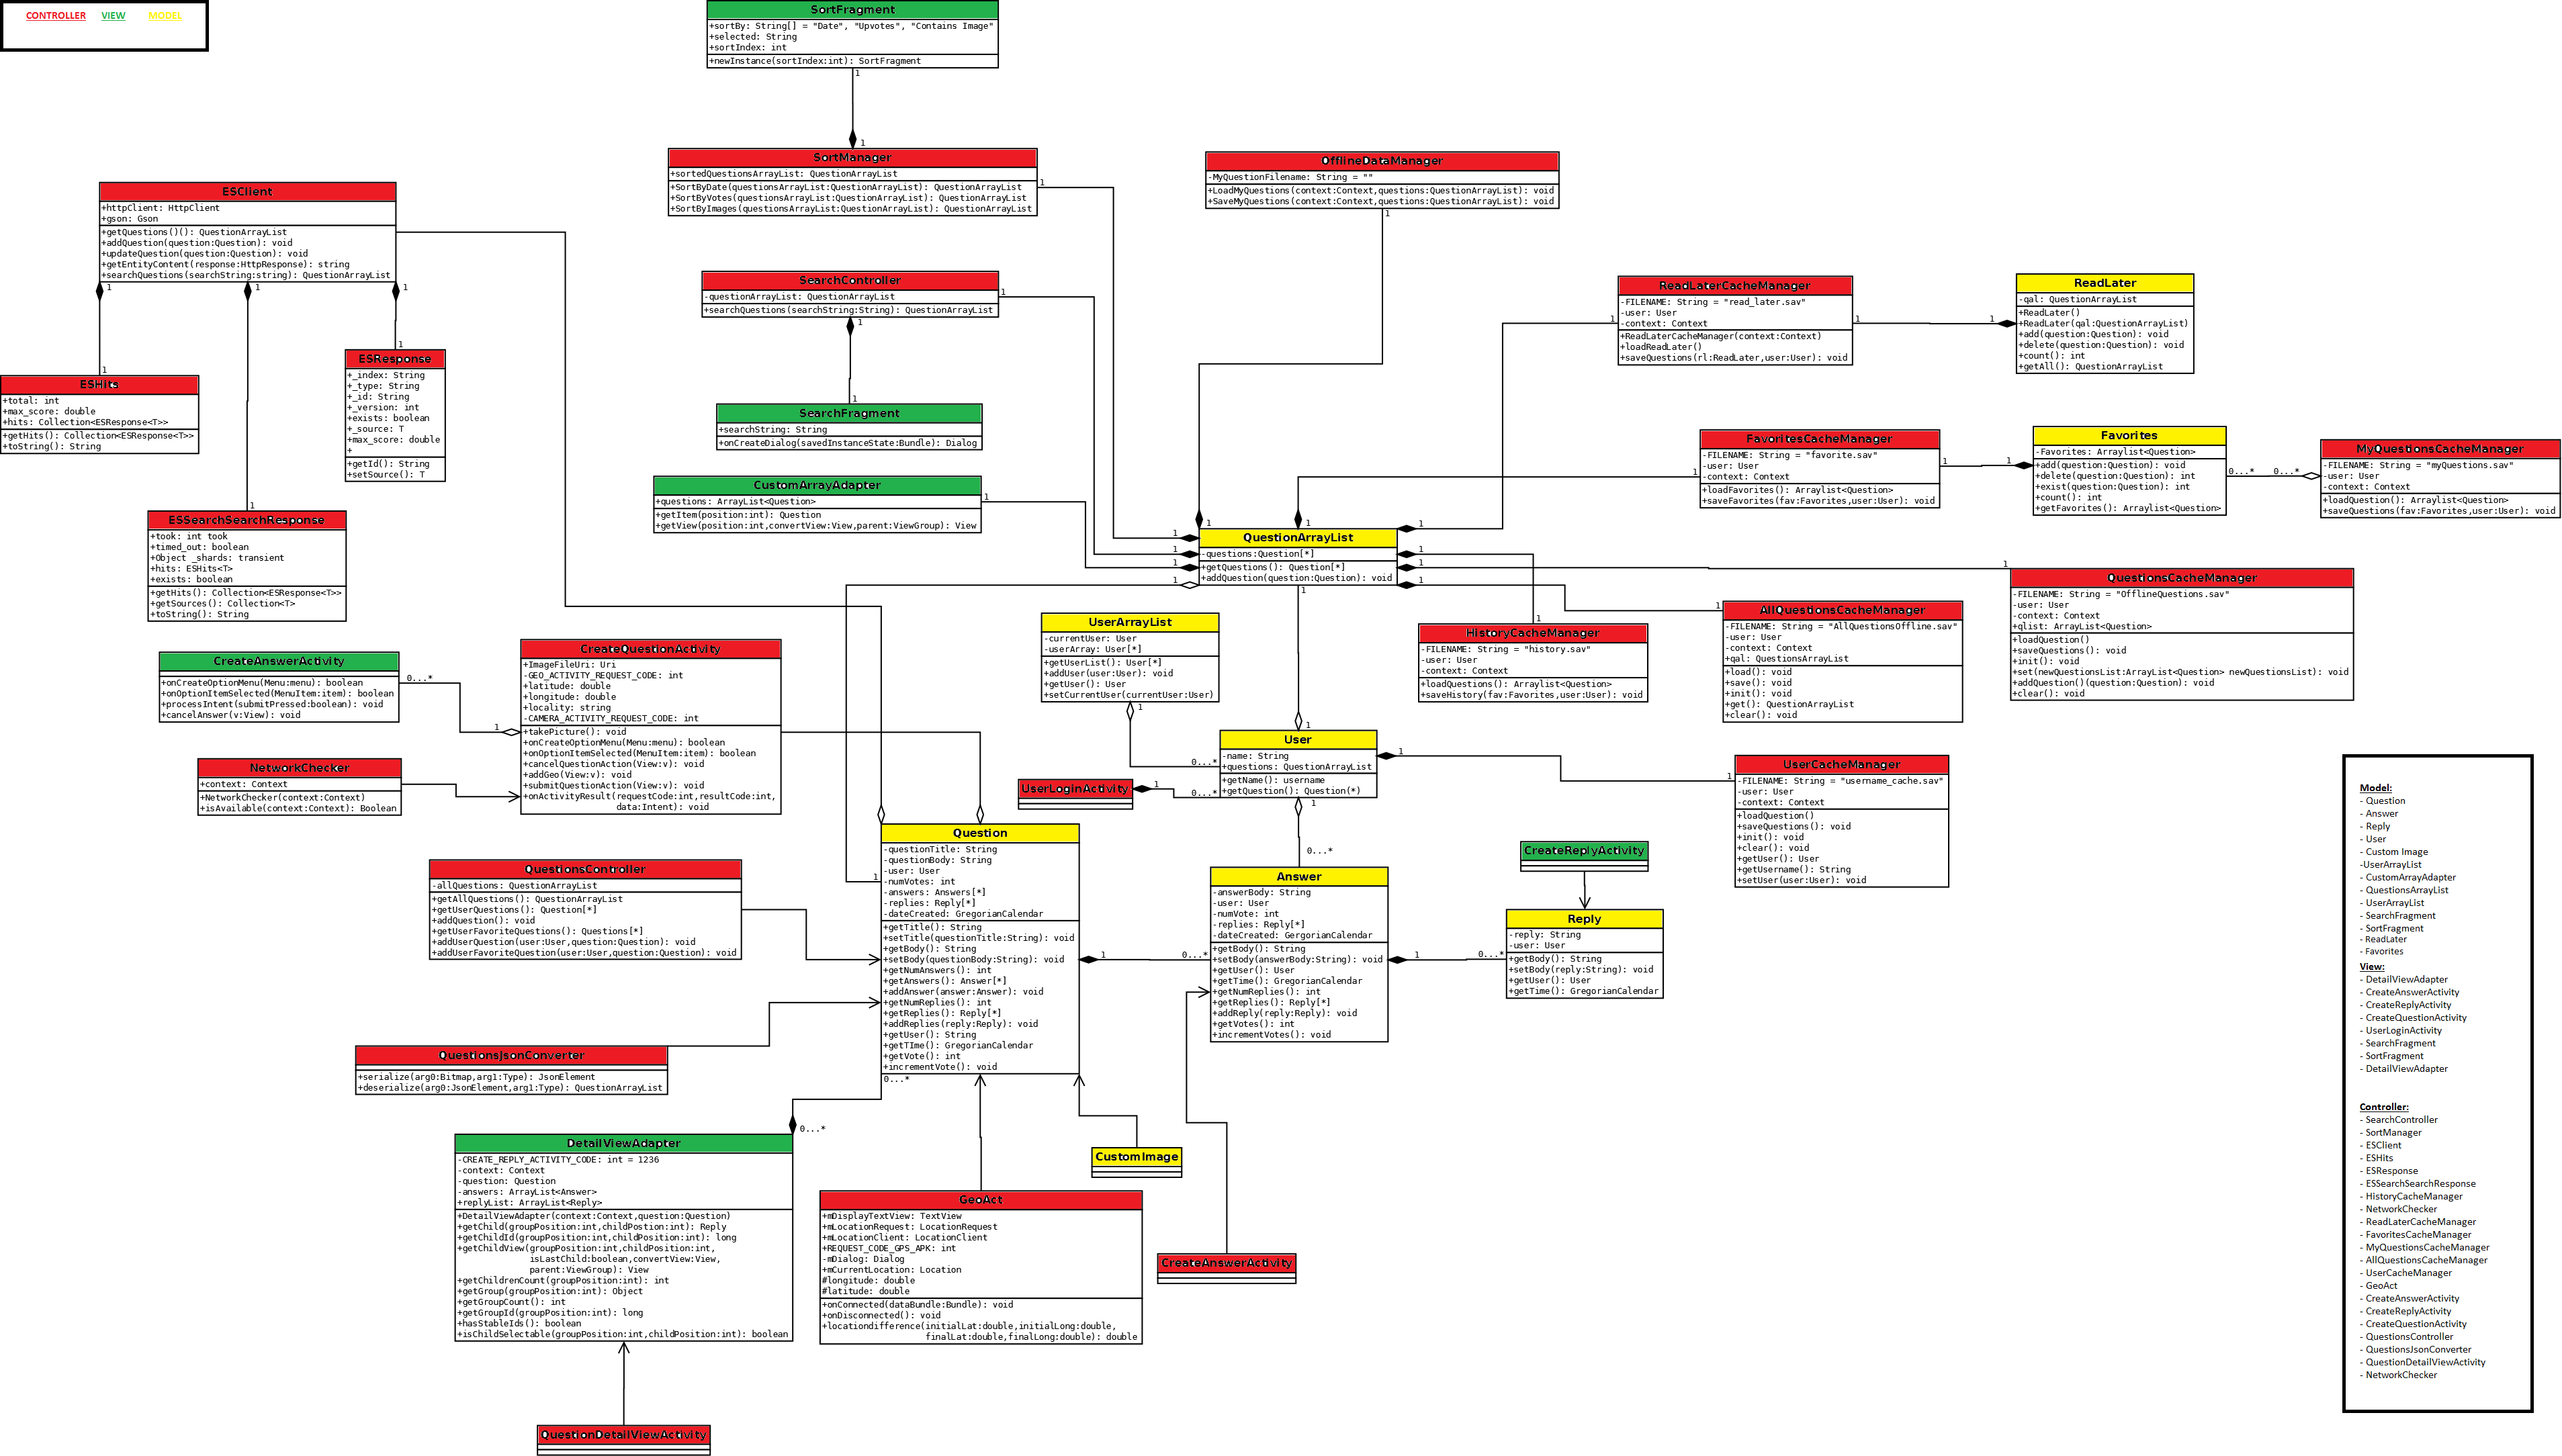 CONTROLLER VIEW MODEL
SortFragment
+sortBy: String[] = "Date", "Upvotes", "Contains Image"
+selected: String
+sortIndex: int
+newInstance(sortIndex:int): SortFragment
1
1
SortManager
+sortedQuestionsArrayList: QuestionArrayList
+SortByDate(questionsArrayList:QuestionArrayList): QuestionArrayList
+SortByVotes(questionsArrayList:QuestionArrayList): QuestionArrayList
+SortByImages(questionsArrayList:QuestionArrayList): QuestionArrayList
1
OfflineDataManager
-MyQuestionFilename: String = ""
+LoadMyQuestions(context:Context,questions:QuestionArrayList): void
+SaveMyQuestions(context:Context,questions:QuestionArrayList): void
1
ESClient
+httpClient: HttpClient
+gson: Gson
+getQuestions()(): QuestionArrayList
+addQuestion(question:Question): void
+updateQuestion(question:Question): void
+getEntityContent(response:HttpResponse): string
+searchQuestions(searchString:string): QuestionArrayList
1
1
1
SearchController
-questionArrayList: QuestionArrayList
+searchQuestions(searchString:String): QuestionArrayList
1
1
1
SearchFragment
+searchString: String
+onCreateDialog(savedInstanceState:Bundle): Dialog
ReadLaterCacheManager
-FILENAME: String = "read_later.sav"
-user: User
-context: Context
+ReadLaterCacheManager(context:Context)
+loadReadLater()
+saveQuestions(rl:ReadLater,user:User): void
1
1
1
ReadLater
-qal: QuestionArrayList
+ReadLater()
+ReadLater(qal:QuestionArrayList)
+add(question:Question): void
+delete(question:Question): void
+count(): int
+getAll(): QuestionArrayList
1
ESHits
+total: int
+max_score: double
+hits: Collection<ESResponse<T>>
+getHits(): Collection<ESResponse<T>>
+toString(): String
1
ESResponse
+_index: String
+_type: String
+_id: String
+_version: int
+exists: boolean
+_source: T
+max_score: double
+
+getId(): String
+setSource(): T
1
ESSearchSearchResponse
+took: int took
+timed_out: boolean
+Object _shards: transient
+hits: ESHits<T>
+exists: boolean
+getHits(): Collection<ESResponse<T>>
+getSources(): Collection<T>
+toString(): String
CustomArrayAdapter
+questions: ArrayList<Question>
+getItem(position:int): Question
+getView(position:int,convertView:View,parent:ViewGroup): View
1
FavoritesCacheManager
-FILENAME: String = "favorite.sav"
-user: User
-context: Context
+loadFavorites(): Arraylist<Question>
+saveFavorites(fav:Favorites,user:User): void
1
1
1
Favorites
-Favorites: Arraylist<Question>
+add(question:Question): void
+delete(question:Question): int
+exist(question:Question): int
+count(): int
+getFavorites(): Arraylist<Question>
0...*
0...*
MyQuestionsCacheManager
-FILENAME: String = "myQuestions.sav"
-user: User
-context: Context
+loadQuestion(): Arraylist<Question>
+saveQuestions(fav:Favorites,user:User): void
1
1
1
1
1
1
QuestionArrayList
-questions:Question[*]
+getQuestions(): Question[*]
+addQuestion(question:Question): void
1
1
1
1
1
QuestionsCacheManager
-FILENAME: String = "OfflineQuestions.sav"
-user: User
-context: Context
+qlist: ArrayList<Question>
+loadQuestion()
+saveQuestions(): void
+init(): void
+set(newQuestionsList:ArrayList<Question> newQuestionsList): void
+addQuestion()(question:Question): void
+clear(): void
1
1
AllQuestionsCacheManager
-FILENAME: String = "AllQuestionsOffline.sav"
-user: User
-context: Context
+qal: QuestionsArrayList
+load(): void
+save(): void
+init(): void
+get(): QuestionArrayList
+clear(): void
1
HistoryCacheManager
-FILENAME: String = "history.sav"
-user: User
-context: Context
+loadQuestions(): Arraylist<Question>
+saveHistory(fav:Favorites,user:User): void
1
UserArrayList
-currentUser: User
-userArray: User[*]
+getUserList(): User[*]
+addUser(user:User): void
+getUser(): User
+setCurrentUser(currentUser:User)
1
0...*
1
User
-name: String
+questions: QuestionArrayList
+getName(): username
+getQuestion(): Question(*)
1
1
UserLoginActivity
1
0...*
1
0...*
UserCacheManager
-FILENAME: String = "username_cache.sav"
-user: User
-context: Context
+loadQuestion()
+saveQuestions(): void
+init(): void
+clear(): void
+getUser(): User
+getUsername(): String
+setUser(user:User): void
CreateAnswerActivity
+onCreateOptionMenu(Menu:menu): boolean
+onOptionItemSelected(MenuItem:item): boolean
+processIntent(submitPressed:boolean): void
+cancelAnswer(v:View): void
0...*
1
CreateQuestionActivity
+ImageFileUri: Uri
-GEO_ACTIVITY_REQUEST_CODE: int
+latitude: double
+longitude: double
+locality: string
-CAMERA_ACTIVITY_REQUEST_CODE: int
+takePicture(): void
+onCreateOptionMenu(Menu:menu): boolean
+onOptionItemSelected(MenuItem:item): boolean
+cancelQuestionAction(View:v): void
+addGeo(View:v): void
+submitQuestionAction(View:v): void
+onActivityResult(requestCode:int,resultCode:int,
data:Intent): void
NetworkChecker
+context: Context
+NetworkChecker(context:Context)
+isAvailable(context:Context): Boolean
QuestionsController
-allQuestions: QuestionArrayList
+getAllQuestions(): QuestionArrayList
+getUserQuestions(): Question[*]
+addQuestion(): void
+getUserFavoriteQuestions(): Questions[*]
+addUserQuestion(user:User,question:Question): void
+addUserFavoriteQuestion(user:User,question:Question): void
1
Question
-questionTitle: String
-questionBody: String
-user: User
-numVotes: int
-answers: Answers[*]
-replies: Reply[*]
-dateCreated: GregorianCalendar
+getTitle(): String
+setTitle(questionTitle:String): void
+getBody(): String
+setBody(questionBody:String): void
+getNumAnswers(): int
+getAnswers(): Answer[*]
+addAnswer(answer:Answer): void
+getNumReplies(): int
+getReplies(): Reply[*]
+addReplies(reply:Reply): void
+getUser(): String
+getTIme(): GregorianCalendar
+getVote(): int
+incrementVote(): void
0...*
1
0...*
Answer
-answerBody: String
-user: User
-numVote: int
-replies: Reply[*]
-dateCreated: GergorianCalendar
+getBody(): String
+setBody(answerBody:String): void
+getUser(): User
+getTime(): GregorianCalendar
+getNumReplies(): int
+getReplies(): Reply[*]
+addReply(reply:Reply): void
+getVotes(): int
+incrementVotes(): void
1
0...*
CreateReplyActivity
Reply
-reply: String
-user: User
+getBody(): String
+setBody(reply:String): void
+getUser(): User
+getTime(): GregorianCalendar
QuestionsJsonConverter
+serialize(arg0:Bitmap,arg1:Type): JsonElement
+deserialize(arg0:JsonElement,arg1:Type): QuestionArrayList
0...*
DetailViewAdapter
-CREATE_REPLY_ACTIVITY_CODE: int = 1236
-context: Context
-question: Question
-answers: ArrayList<Answer>
+replyList: ArrayList<Reply>
+DetailViewAdapter(context:Context,question:Question)
+getChild(groupPosition:int,childPostion:int): Reply
+getChildId(groupPosition:int,childPosition:int): long
+getChildView(groupPosition:int,childPosition:int,
isLastChild:boolean,convertView:View,
parent:ViewGroup): View
+getChildrenCount(groupPosition:int): int
+getGroup(groupPosition:int): Object
+getGroupCount(): int
+getGroupId(groupPosition:int): long
+hasStableIds(): boolean
+isChildSelectable(groupPosition:int,childPosition:int): boolean
CustomImage
GeoAct
+mDisplayTextView: TextView
+mLocationRequest: LocationRequest
+mLocationClient: LocationClient
+REQUEST_CODE_GPS_APK: int
-mDialog: Dialog
+mCurrentLocation: Location
#longitude: double
#latitude: double
+onConnected(dataBundle:Bundle): void
+onDisconnected(): void
+locationdifference(initialLat:double,initialLong:double,
finalLat:double,finalLong:double): double
CreateAnswerActivity
QuestionDetailViewActivity
Model:
- Question
- Answer
- Reply
- User
- Custom Image
-UserArrayList
- CustomArrayAdapter
- QuestionsArrayList
- UserArrayList
- SearchFragment
- SortFragment
- ReadLater
- Favorites
View:
- DetailViewAdapter
- CreateAnswerActivity
- CreateReplyActivity
- CreateQuestionActivity
- UserLoginActivity
- SearchFragment
- SortFragment
- DetailViewAdapter
Controller:
- SearchController
- SortManager
- ESClient
- ESHits
- ESResponse
- ESSearchSearchResponse
- HistoryCacheManager
- NetworkChecker
- ReadLaterCacheManager
- FavoritesCacheManager
- MyQuestionsCacheManager
- AllQuestionsCacheManager
- UserCacheManager
- GeoAct
- CreateAnswerActivity
- CreateReplyActivity
- CreateQuestionActivity
- QuestionsController
- QuestionsJsonConverter
- QuestionDetailViewActivity
- NetworkChecker